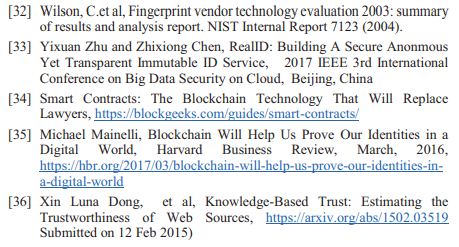 [32] Wilson, C.et al, Fingerprint vendor technology evaluation 2003: summary
of results and analysis report. NIST Internal Report 7123 (2004).
[33] Yixuan Zhu and Zhixiong Chen, RealID: Building A Secure Anonmous
Yet Transparent Immutable ID Service, 2017 IEEE 3rd International
Conference on Big Data Security on Cloud, Beijing, China
[34] Smart Contracts: The Blockchain Technology That Will Replace
Lawyers, https://blockgeeks.com/guides/smart-contracts/
[35] Michael Mainelli, Blockchain Will Help Us Prove Our Identities in a
Digital World, Harvard Business Review, March, 2016,
https://hbr.org/2017/03/blockchain-will-help-us-prove-our-identities-in-
a-digital-world
[36] Xin Luna Dong, et al, Knowledge-Based Trust: Estimating the
Trustworthiness of Web Sources, https://arxiv.org/abs/1502.03519
Submitted on 12 Feb 2015)